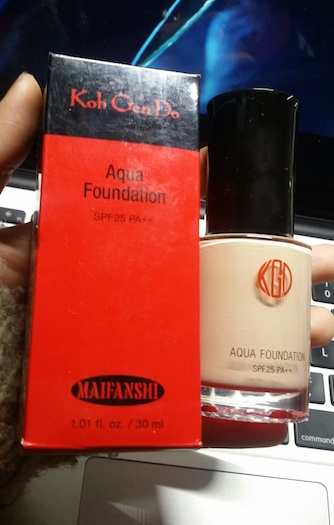 Koh Gen Do
Aqua
Foundation
SPF25 PA++
MAIFANSHI
1.01 fl. oz. / 30 ml
KGD
AQUA FOUNDATION
SPF25 PA++
command